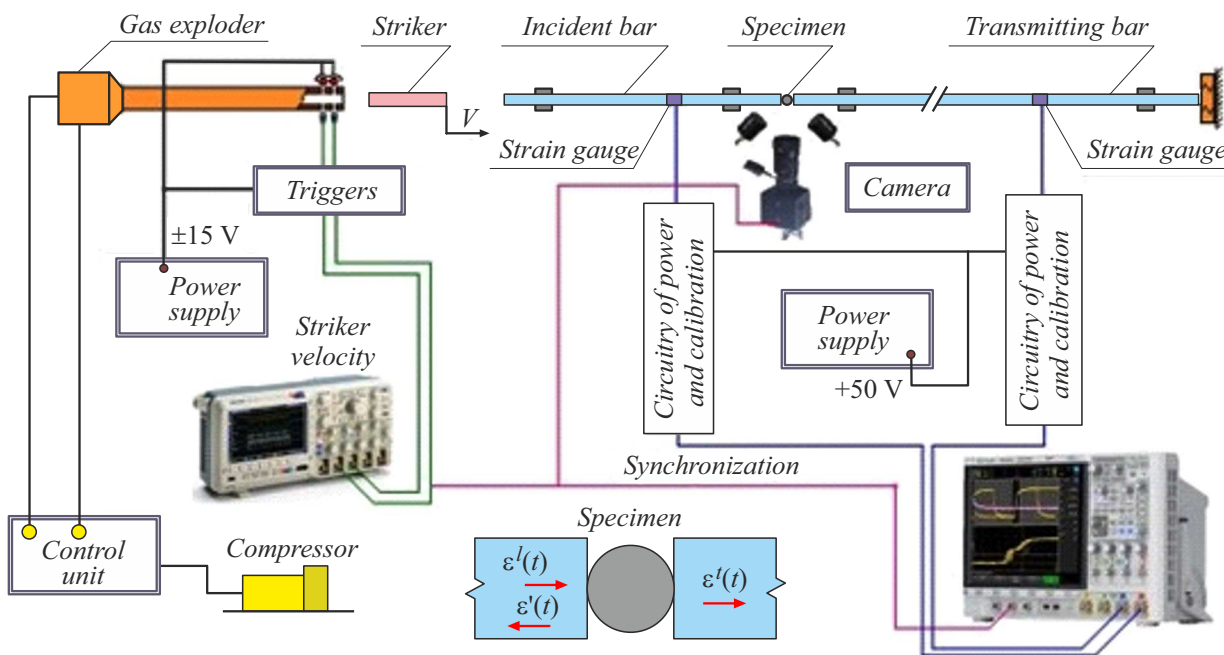 Gas exploder
Striker
Incident bar
Specimen
Transmitting bar
V
Strain gauge
Strain gauge
Triggers
Camera
±15 V
Power
supply
Circuitry of power
and calibration
Power
supply
+50 V
Circuitry of power
and calibration
Striker
velocity
Synchronization
Control
unit
Compressor
Specimen
ε^l(t)
ε'(t)
ε^t(t)